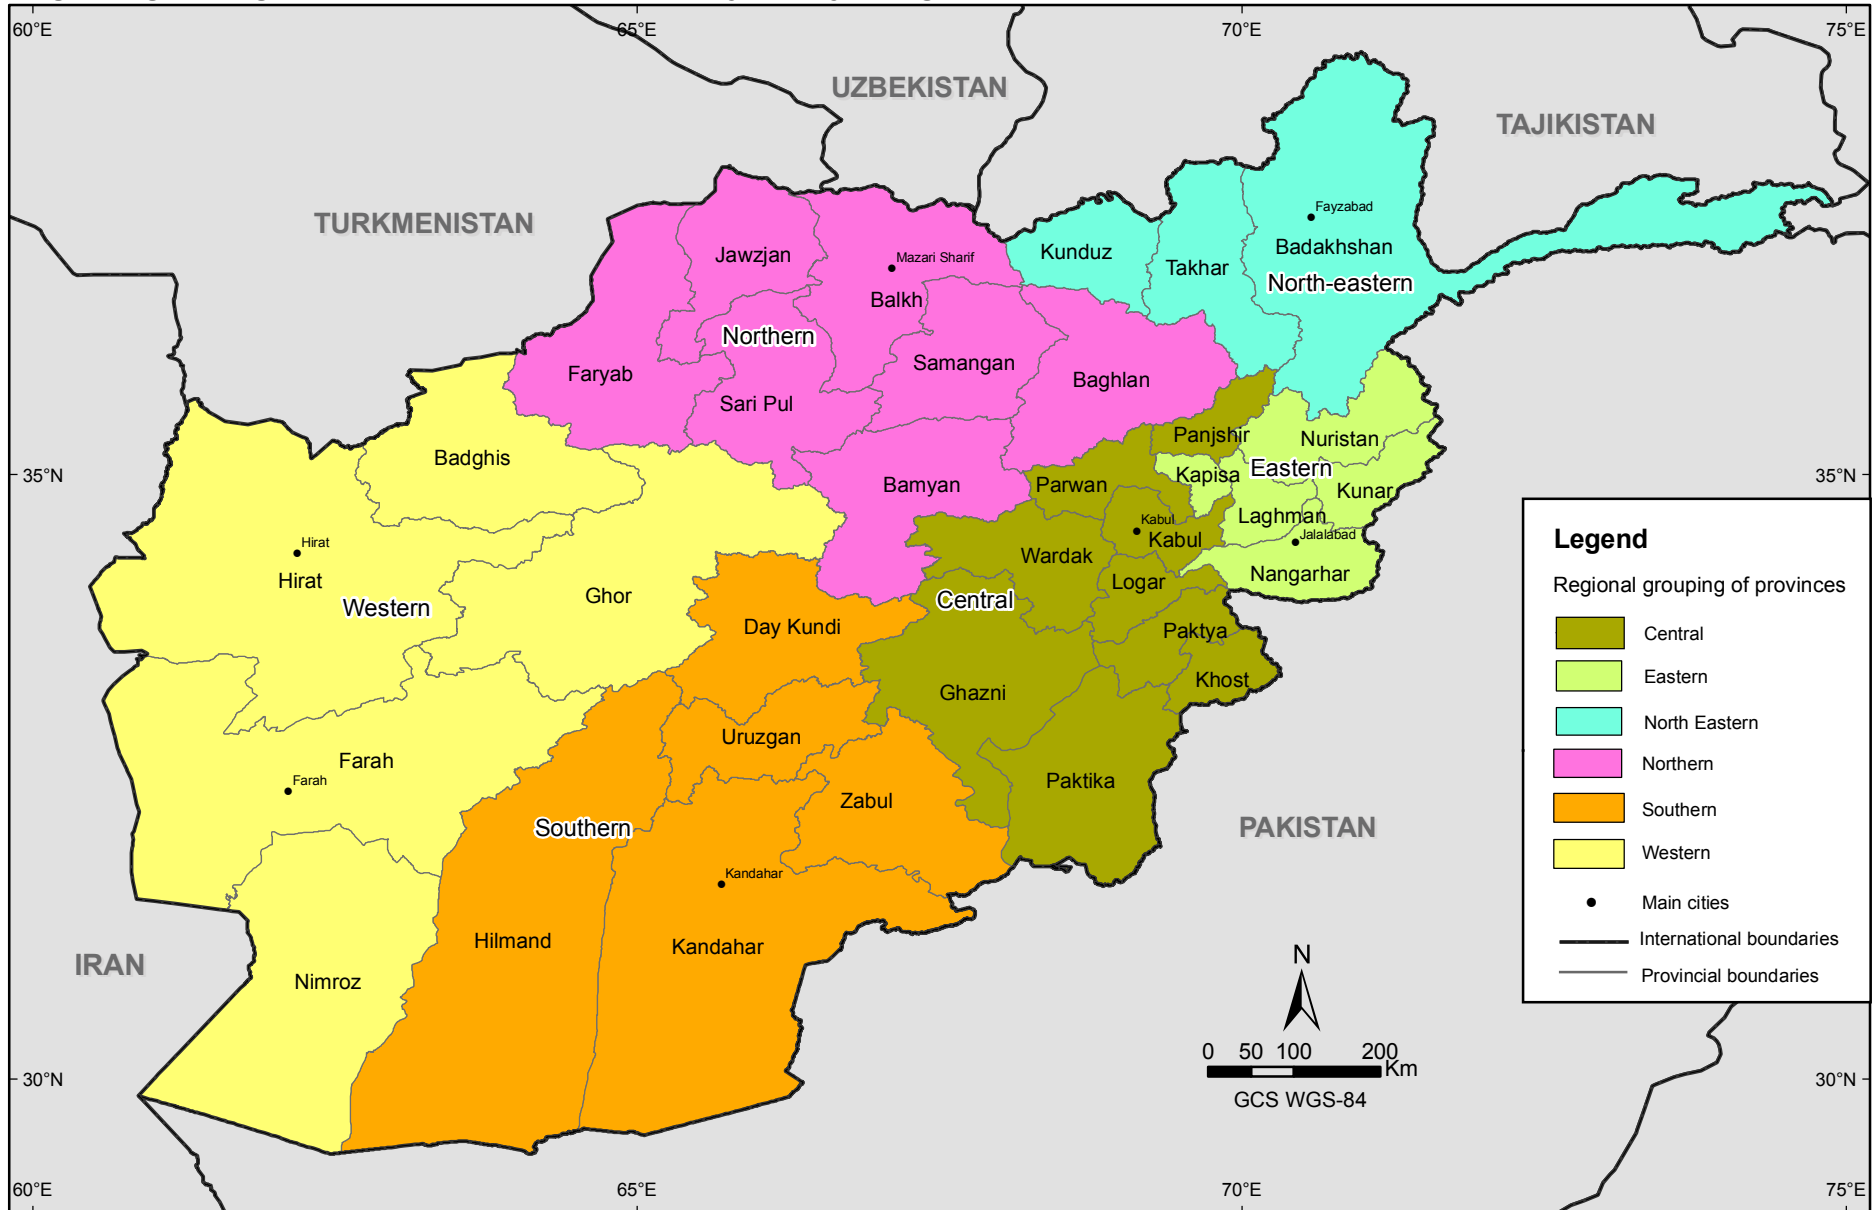 60°E
65°E
70°E
75°E
UZBEKISTAN
TAJIKISTAN
TURKMENISTAN
Fayzabad
Badakhshan
North-eastern
Kunduz
Takhar
Jawzjan
Mazari Sharif
Balkh
Northern
Samangan
Faryab
Baghlan
Sari Pul
Panjshir
Nuristan
Badghis
Eastern
35°N
Bamyan
Parwan
Kapisa
Kunar
35°N
Laghman
Kabul
Kabul
Jalalabad
Hirat
Hirat
Wardak
Logar
Nangarhar
Western
Ghor
Central
Day Kundi
Paktya
Ghazni
Khost
Uruzgan
Farah
Farah
Paktika
Zabul
Southern
PAKISTAN
Kandahar
Kandahar
Hilmand
IRAN
Nimroz
Legend
Regional grouping of provinces
Central
Eastern
North Eastern
Northern
Southern
Western
Main cities
International boundaries
Provincial boundaries
N
0 50 100 200
Km
GCS WGS-84
30°N
30°N
60°E
65°E
70°E
75°E